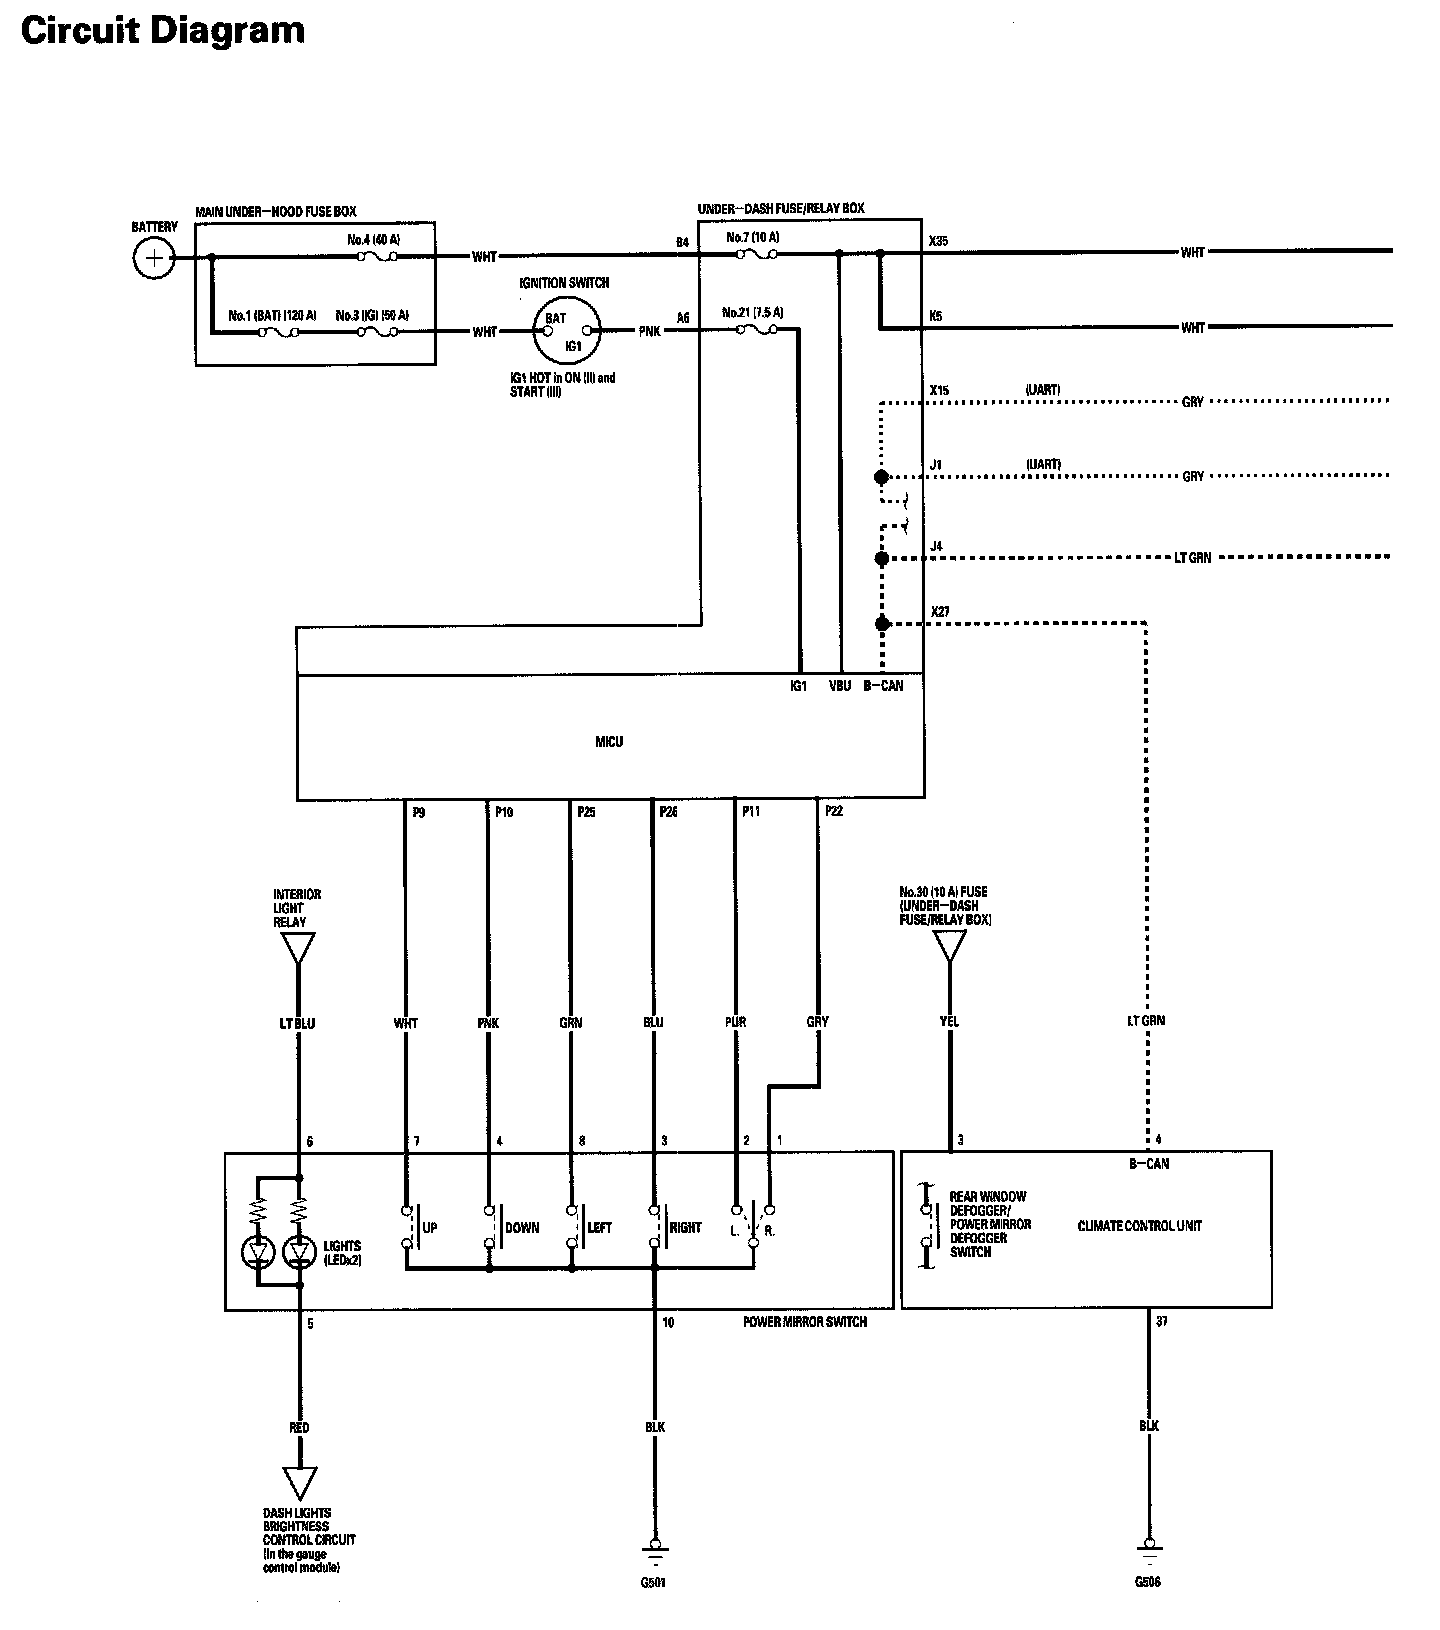 Circuit Diagram
MAIN UNDER-HOOD FUSE BOX
UNDER-DASH FUSE/RELAY BOX
BATTERY
No.4 (40 A)
WHT
B4
No.7 (10 A)
X35
WHT
IGNITION SWITCH
No.1 (BAT) (120 A)
No.3 (IG) (50 A)
WHT
BAT
IG1
PNK
A6
No.21 (7.5 A)
K5
WHT
IG1 HOT in ON (II) and
START (III)
X15
(UART)
GRY
J1
(UART)
GRY
J4
LT GRN
X27
IG1
VBU
B-CAN
MICU
P9
P10
P25
P26
P11
P22
INTERIOR
LIGHT
RELAY
No.30 (10 A) FUSE
(UNDER-DASH
FUSE/RELAY BOX)
LT BLU
WHT
PNK
GRN
BLU
PUR
GRY
YEL
LT GRN
6
7
4
8
3
2
1
3
4
B-CAN
UP
DOWN
LEFT
RIGHT
L.
R.
LIGHTS
(LEDx2)
REAR WINDOW
DEFOGGER/
POWER MIRROR
DEFOGGER
SWITCH
CLIMATE CONTROL UNIT
5
10
POWER MIRROR SWITCH
37
RED
BLK
BLK
DASH LIGHTS
BRIGHTNESS
CONTROL CIRCUIT
(In the gauge
control module)
G501
G506